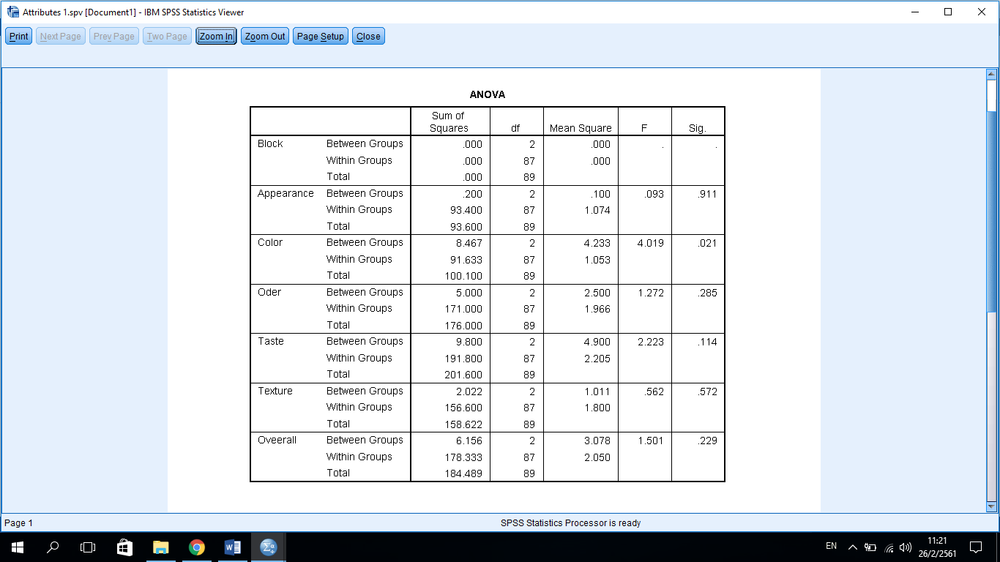 Attributes 1.spv [Document1] - IBM SPSS Statistics Viewer
Print Next Page Prev Page Two Page Zoom In Zoom Out Page Setup Close
ANOVA
Sum of Squares df Mean Square F Sig.
Block Between Groups .000 2 .000 . .
Within Groups .000 87 .000
Total .000 89
Appearance Between Groups .200 2 .100 .093 .911
Within Groups 93.400 87 1.074
Total 93.600 89
Color Between Groups 8.467 2 4.233 4.019 .021
Within Groups 91.633 87 1.053
Total 100.100 89
Oder Between Groups 5.000 2 2.500 1.272 .285
Within Groups 171.000 87 1.966
Total 176.000 89
Taste Between Groups 9.800 2 4.900 2.223 .114
Within Groups 191.800 87 2.205
Total 201.600 89
Texture Between Groups 2.022 2 1.011 .562 .572
Within Groups 156.600 87 1.800
Total 158.622 89
Oveerall Between Groups 6.156 2 3.078 1.501 .229
Within Groups 178.333 87 2.050
Total 184.489 89
Page 1 SPSS Statistics Processor is ready
EN 11:21
26/2/2561